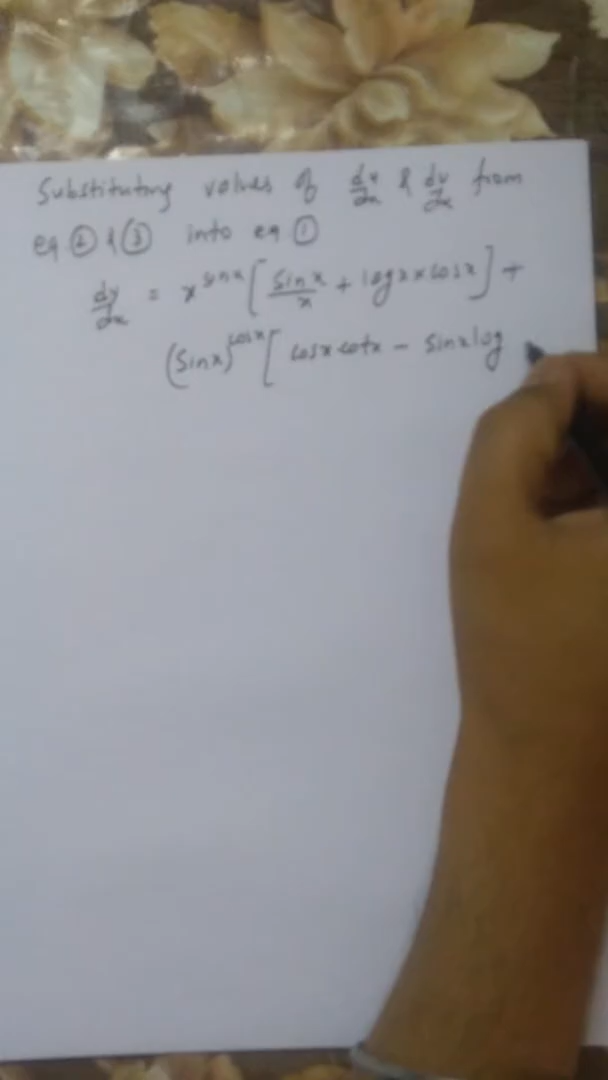 Substituting values of du/dx & dv/dx from
eq ② & ③ into eq ①
dy/dx = x^sinx [ sinx/x + logx × cosx ] +
(sinx)^cosx [ cosx cotx - sinx log